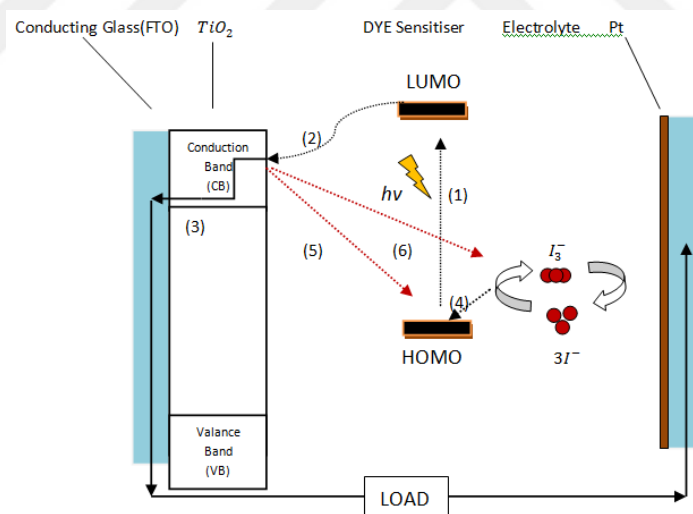 Conducting Glass(FTO) TiO₂ DYE Sensitiser Electrolyte Pt
LUMO
(2)
Conduction
Band
(CB)
hv
(1)
(3)
(5)
(6)
I₃⁻
(4)
HOMO
3I⁻
Valance
Band
(VB)
LOAD